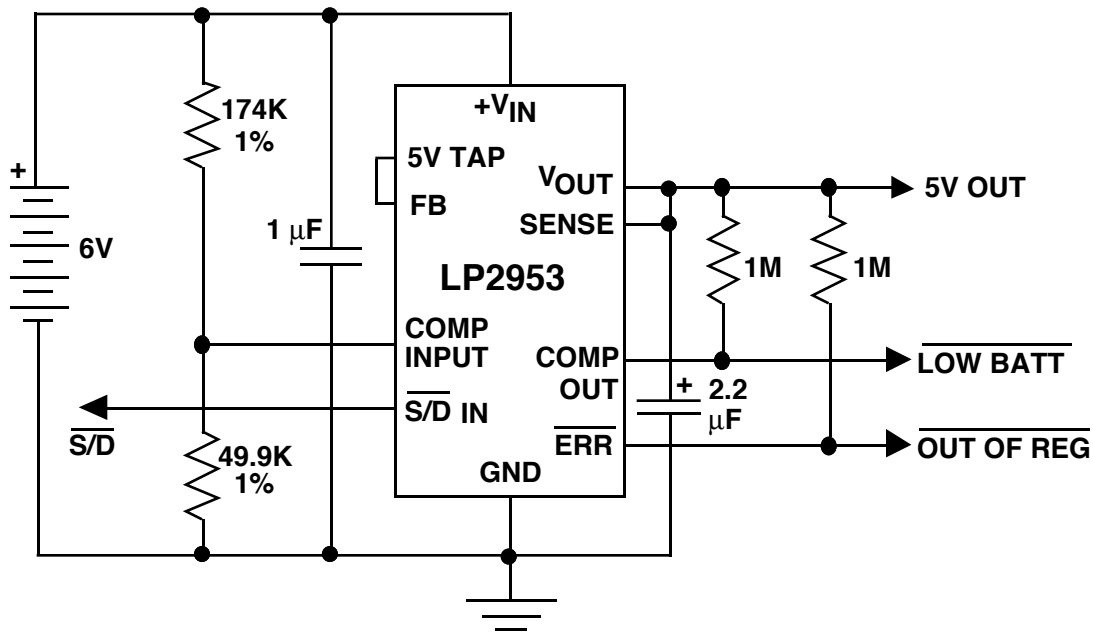 174K
1%
+
6V
1 μF
49.9K
1%
S/D
+VIN
5V TAP
FB
VOUT
SENSE
LP2953
COMP
INPUT
COMP
OUT
S/D IN
ERR
GND
5V OUT
1M
1M
+
2.2
μF
LOW BATT
OUT OF REG